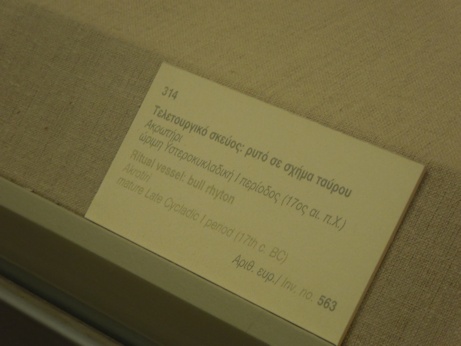 314
Τελετουργικό σκεύος: ρυτό σε σχήμα ταύρου
Ακρωτήρι
ώριμη Υστεροκυκλαδική Ι περίοδος (17ος αι. π.Χ.)
Ritual vessel: bull rhyton
Akrotiri
mature Late Cycladic I period (17th c. BC)
Αριθ. ευρ./ Inv. no. 563